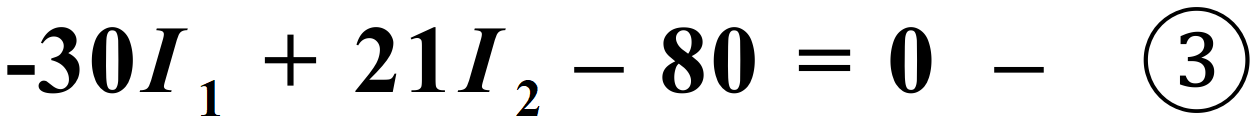 -30I₁ + 21I₂ – 80 = 0 – ③